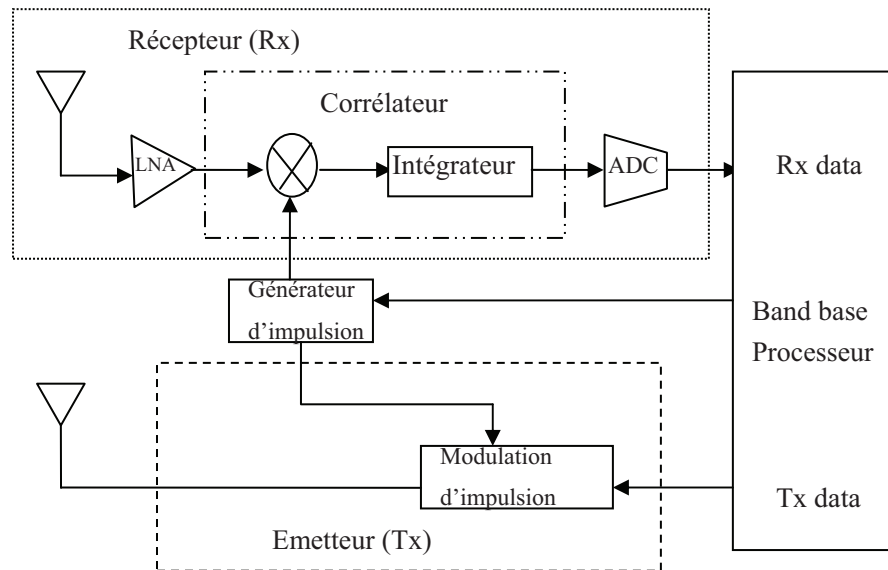 Récepteur (Rx)
Corrélateur
LNA
Intégrateur
ADC
Rx data
Générateur
d’impulsion
Band base
Processeur
Modulation
d’impulsion
Tx data
Emetteur (Tx)